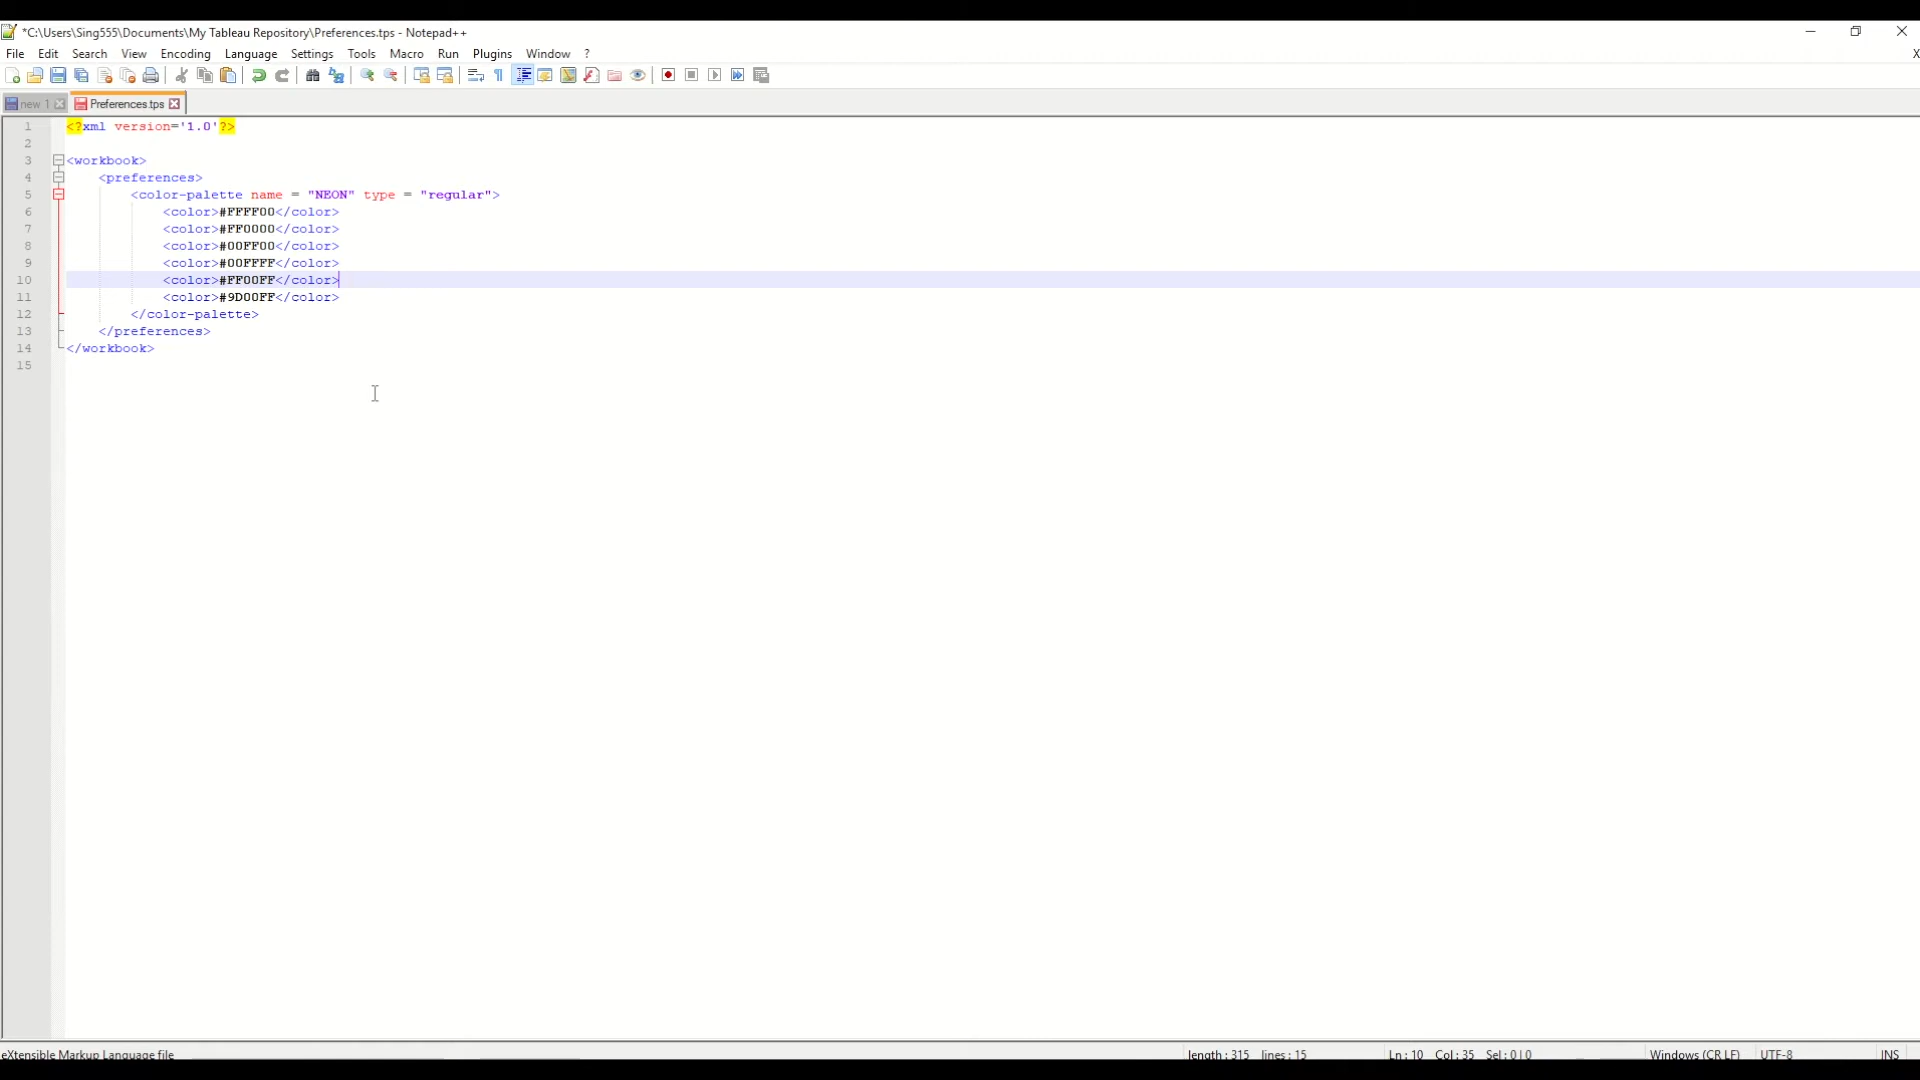 *C:\Users\Sing555\Documents\My Tableau Repository\Preferences.tps - Notepad++
File Edit Search View Encoding Language Settings Tools Macro Run Plugins Window ? X
new 1 Preferences.tps
1 <?xml version='1.0'?>
2
3 <workbook>
4 <preferences>
5 <color-palette name = "NEON" type = "regular">
6 <color>#FFFF00</color>
7 <color>#FF0000</color>
8 <color>#00FF00</color>
9 <color>#00FFFF</color>
10 <color>#FF00FF</color>
11 <color>#9D00FF</color>
12 </color-palette>
13 </preferences>
14 </workbook>
15
eXtensible Markup Language file length : 315 lines : 15 Ln : 10 Col : 35 Sel : 0 | 0 Windows (CR LF) UTF-8 INS